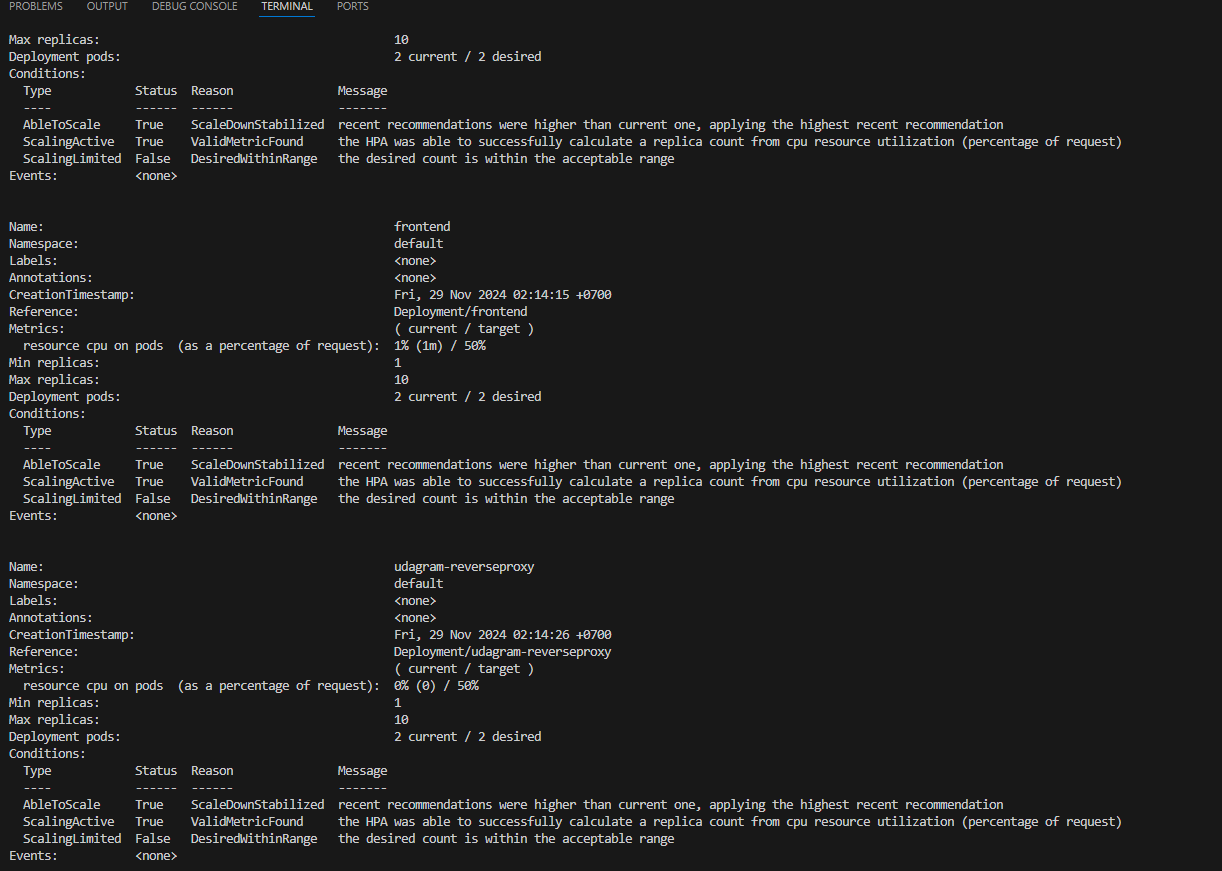 PROBLEMS OUTPUT DEBUG CONSOLE TERMINAL PORTS
Max replicas: 10
Deployment pods: 2 current / 2 desired
Conditions:
Type Status Reason Message
---- ------ ------ -------
AbleToScale True ScaleDownStabilized recent recommendations were higher than current one, applying the highest recent recommendation
ScalingActive True ValidMetricFound the HPA was able to successfully calculate a replica count from cpu resource utilization (percentage of request)
ScalingLimited False DesiredWithinRange the desired count is within the acceptable range
Events: <none>
Name: frontend
Namespace: default
Labels: <none>
Annotations: <none>
CreationTimestamp: Fri, 29 Nov 2024 02:14:15 +0700
Reference: Deployment/frontend
Metrics: ( current / target )
resource cpu on pods (as a percentage of request): 1% (1m) / 50%
Min replicas: 1
Max replicas: 10
Deployment pods: 2 current / 2 desired
Conditions:
Type Status Reason Message
---- ------ ------ -------
AbleToScale True ScaleDownStabilized recent recommendations were higher than current one, applying the highest recent recommendation
ScalingActive True ValidMetricFound the HPA was able to successfully calculate a replica count from cpu resource utilization (percentage of request)
ScalingLimited False DesiredWithinRange the desired count is within the acceptable range
Events: <none>
Name: udagram-reverseproxy
Namespace: default
Labels: <none>
Annotations: <none>
CreationTimestamp: Fri, 29 Nov 2024 02:14:26 +0700
Reference: Deployment/udagram-reverseproxy
Metrics: ( current / target )
resource cpu on pods (as a percentage of request): 0% (0) / 50%
Min replicas: 1
Max replicas: 10
Deployment pods: 2 current / 2 desired
Conditions:
Type Status Reason Message
---- ------ ------ -------
AbleToScale True ScaleDownStabilized recent recommendations were higher than current one, applying the highest recent recommendation
ScalingActive True ValidMetricFound the HPA was able to successfully calculate a replica count from cpu resource utilization (percentage of request)
ScalingLimited False DesiredWithinRange the desired count is within the acceptable range
Events: <none>